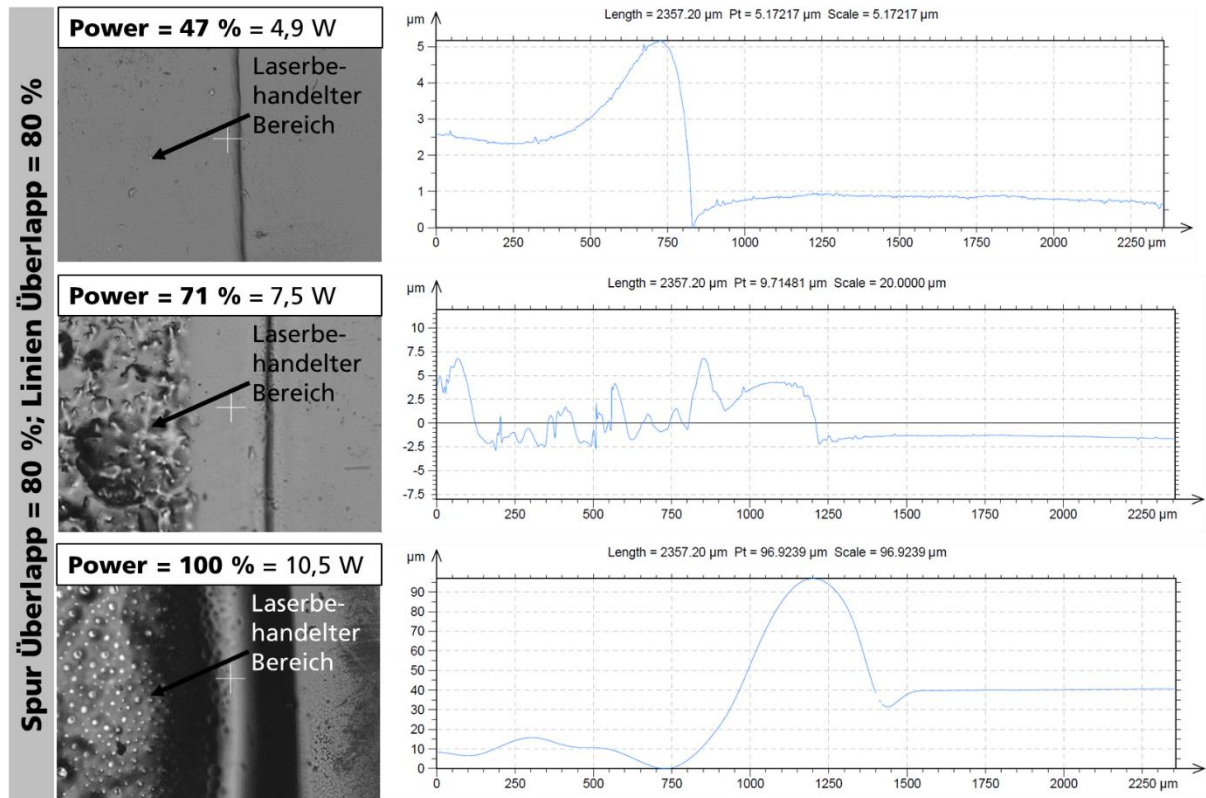 Spur Überlapp = 80 %; Linien Überlapp = 80 %
Power = 47 % = 4,9 W
Laserbe-
handelter
Bereich
Length = 2357.20 µm Pt = 5.17217 µm Scale = 5.17217 µm
µm
5
4
3
2
1
0
0 250 500 750 1000 1250 1500 1750 2000 2250 µm
Power = 71 % = 7,5 W
Laserbe-
handelter
Bereich
Length = 2357.20 µm Pt = 9.71481 µm Scale = 20.0000 µm
µm
10
7.5
5
2.5
0
-2.5
-5
-7.5
0 250 500 750 1000 1250 1500 1750 2000 2250 µm
Power = 100 % = 10,5 W
Laserbe-
handelter
Bereich
Length = 2357.20 µm Pt = 96.9239 µm Scale = 96.9239 µm
µm
90
80
70
60
50
40
30
20
10
0
0 250 500 750 1000 1250 1500 1750 2000 2250 µm